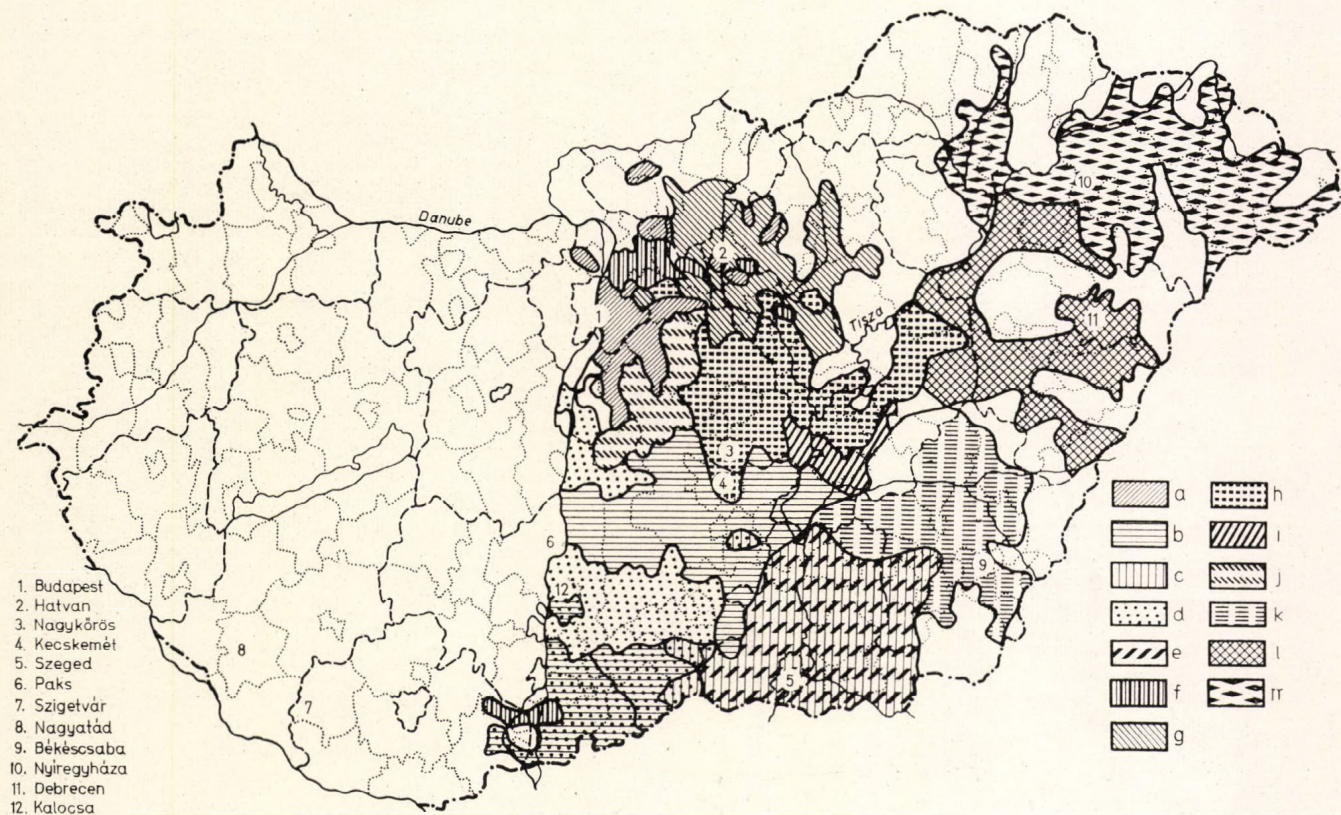 Danube
Tisza
1
2
3
4
5
6
7
8
9
10
11
12
1. Budapest
2. Hatvan
3. Nagykőrös
4. Kecskemét
5. Szeged
6. Paks
7. Szigetvár
8. Nagyatád
9. Békéscsaba
10. Nyíregyháza
11. Debrecen
12. Kalocsa
a
b
c
d
e
f
g
h
i
j
k
l
m